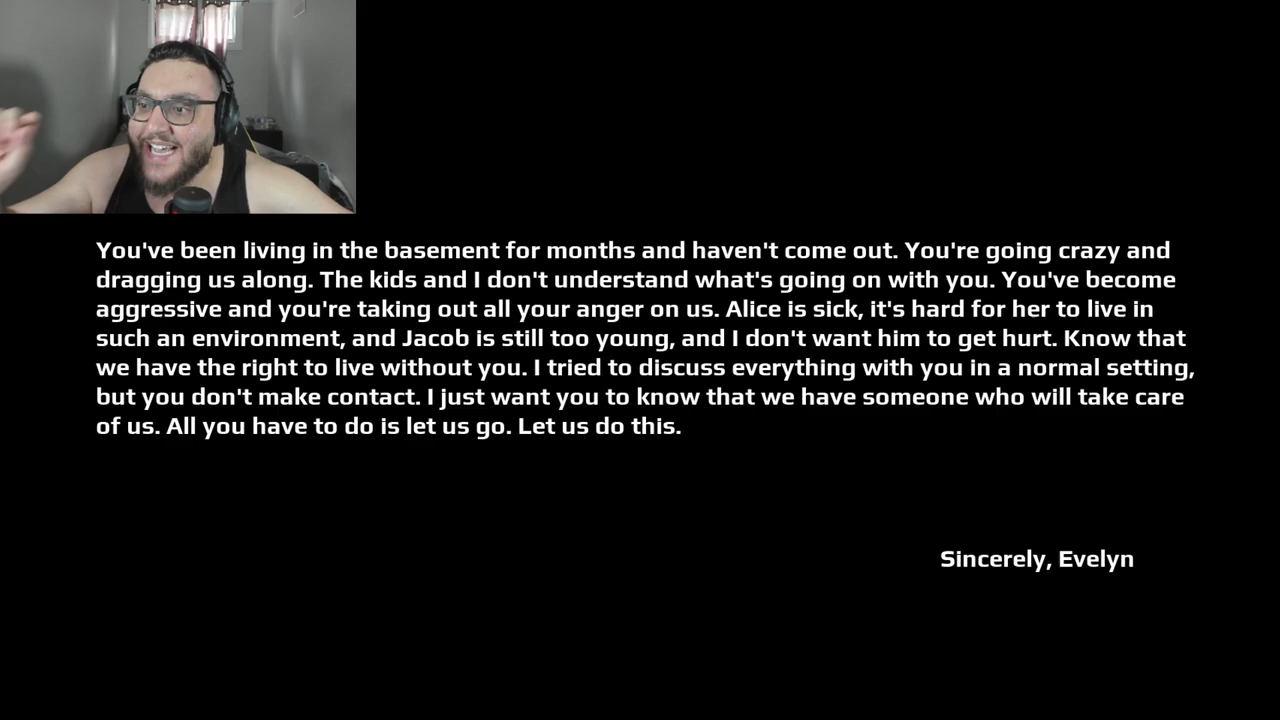 You've been living in the basement for months and haven't come out. You're going crazy and
dragging us along. The kids and I don't understand what's going on with you. You've become
aggressive and you're taking out all your anger on us. Alice is sick, it's hard for her to live in
such an environment, and Jacob is still too young, and I don't want him to get hurt. Know that
we have the right to live without you. I tried to discuss everything with you in a normal setting,
but you don't make contact. I just want you to know that we have someone who will take care
of us. All you have to do is let us go. Let us do this.
Sincerely, Evelyn